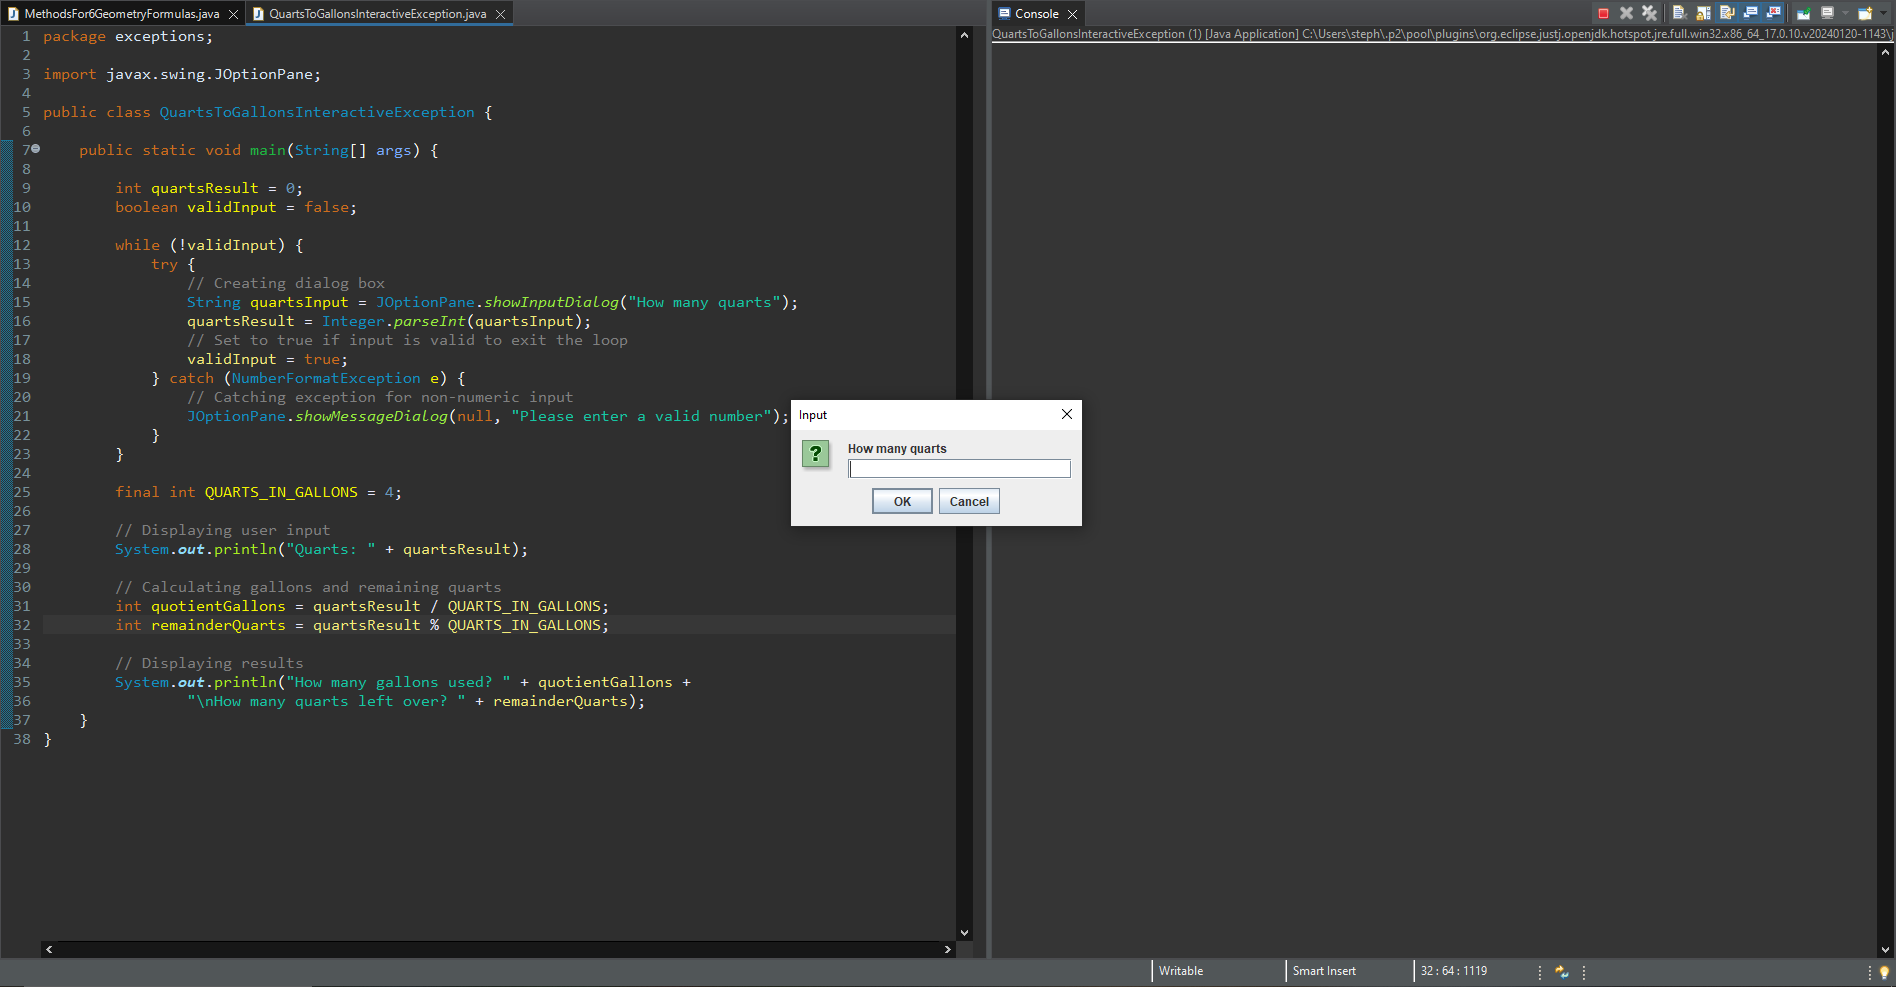 MethodsFor6GeometryFormulas.java
QuartsToGallonsInteractiveException.java
1 package exceptions;
2
3 import javax.swing.JOptionPane;
4
5 public class QuartsToGallonsInteractiveException {
6
7     public static void main(String[] args) {
8
9         int quartsResult = 0;
10         boolean validInput = false;
11
12         while (!validInput) {
13             try {
14                 // Creating dialog box
15                 String quartsInput = JOptionPane.showInputDialog("How many quarts");
16                 quartsResult = Integer.parseInt(quartsInput);
17                 // Set to true if input is valid to exit the loop
18                 validInput = true;
19             } catch (NumberFormatException e) {
20                 // Catching exception for non-numeric input
21                 JOptionPane.showMessageDialog(null, "Please enter a valid number");
22             }
23         }
24
25         final int QUARTS_IN_GALLONS = 4;
26
27         // Displaying user input
28         System.out.println("Quarts: " + quartsResult);
29
30         // Calculating gallons and remaining quarts
31         int quotientGallons = quartsResult / QUARTS_IN_GALLONS;
32         int remainderQuarts = quartsResult % QUARTS_IN_GALLONS;
33
34         // Displaying results
35         System.out.println("How many gallons used? " + quotientGallons +
36                 "\nHow many quarts left over? " + remainderQuarts);
37     }
38 }
Console
QuartsToGallonsInteractiveException (1) [Java Application] C:\Users\steph\.p2\pool\plugins\org.eclipse.justj.openjdk.hotspot.jre.full.win32.x86_64_17.0.10.v20240120-1143\j
Input
?
How many quarts
OK
Cancel
Writable
Smart Insert
32 : 64 : 1119